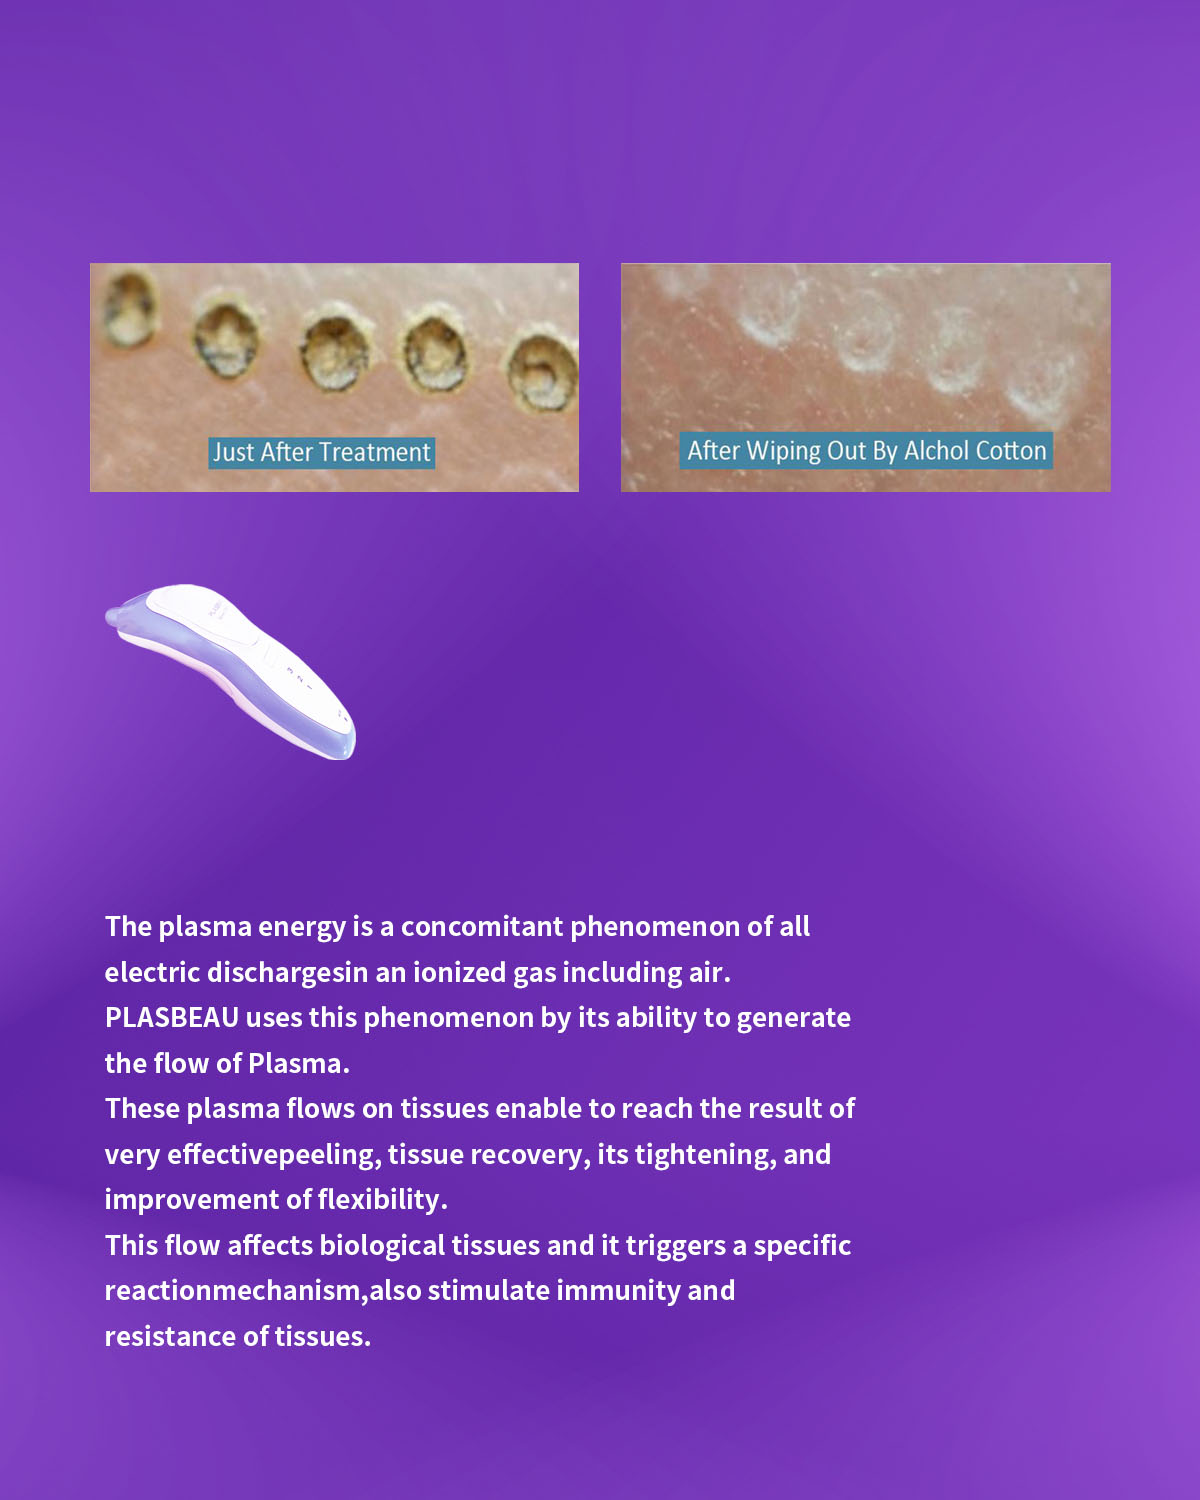 Just After Treatment
After Wiping Out By Alchol Cotton
3 2 1
The plasma energy is a concomitant phenomenon of all
electric dischargesin an ionized gas including air.
PLASBEAU uses this phenomenon by its ability to generate
the flow of Plasma.
These plasma flows on tissues enable to reach the result of
very effectivepeeling, tissue recovery, its tightening, and
improvement of flexibility.
This flow affects biological tissues and it triggers a specific
reactionmechanism,also stimulate immunity and
resistance of tissues.